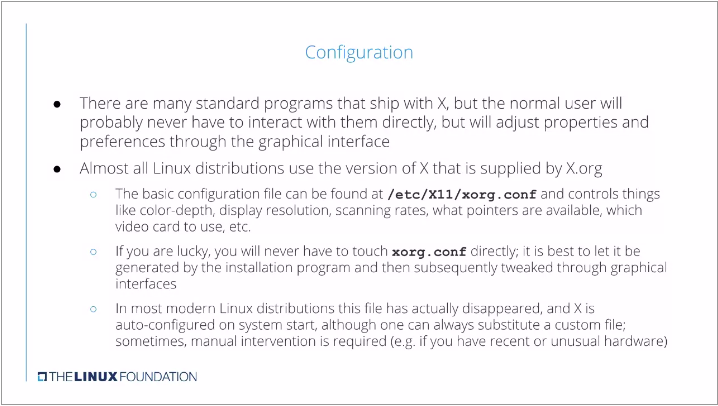 Configuration
● There are many standard programs that ship with X, but the normal user will
probably never have to interact with them directly, but will adjust properties and
preferences through the graphical interface
● Almost all Linux distributions use the version of X that is supplied by X.org
○ The basic configuration file can be found at /etc/X11/xorg.conf and controls things
like color-depth, display resolution, scanning rates, what pointers are available, which
video card to use, etc.
○ If you are lucky, you will never have to touch xorg.conf directly; it is best to let it be
generated by the installation program and then subsequently tweaked through graphical
interfaces
○ In most modern Linux distributions this file has actually disappeared, and X is
auto-configured on system start, although one can always substitute a custom file;
sometimes, manual intervention is required (e.g. if you have recent or unusual hardware)
THE LINUX FOUNDATION